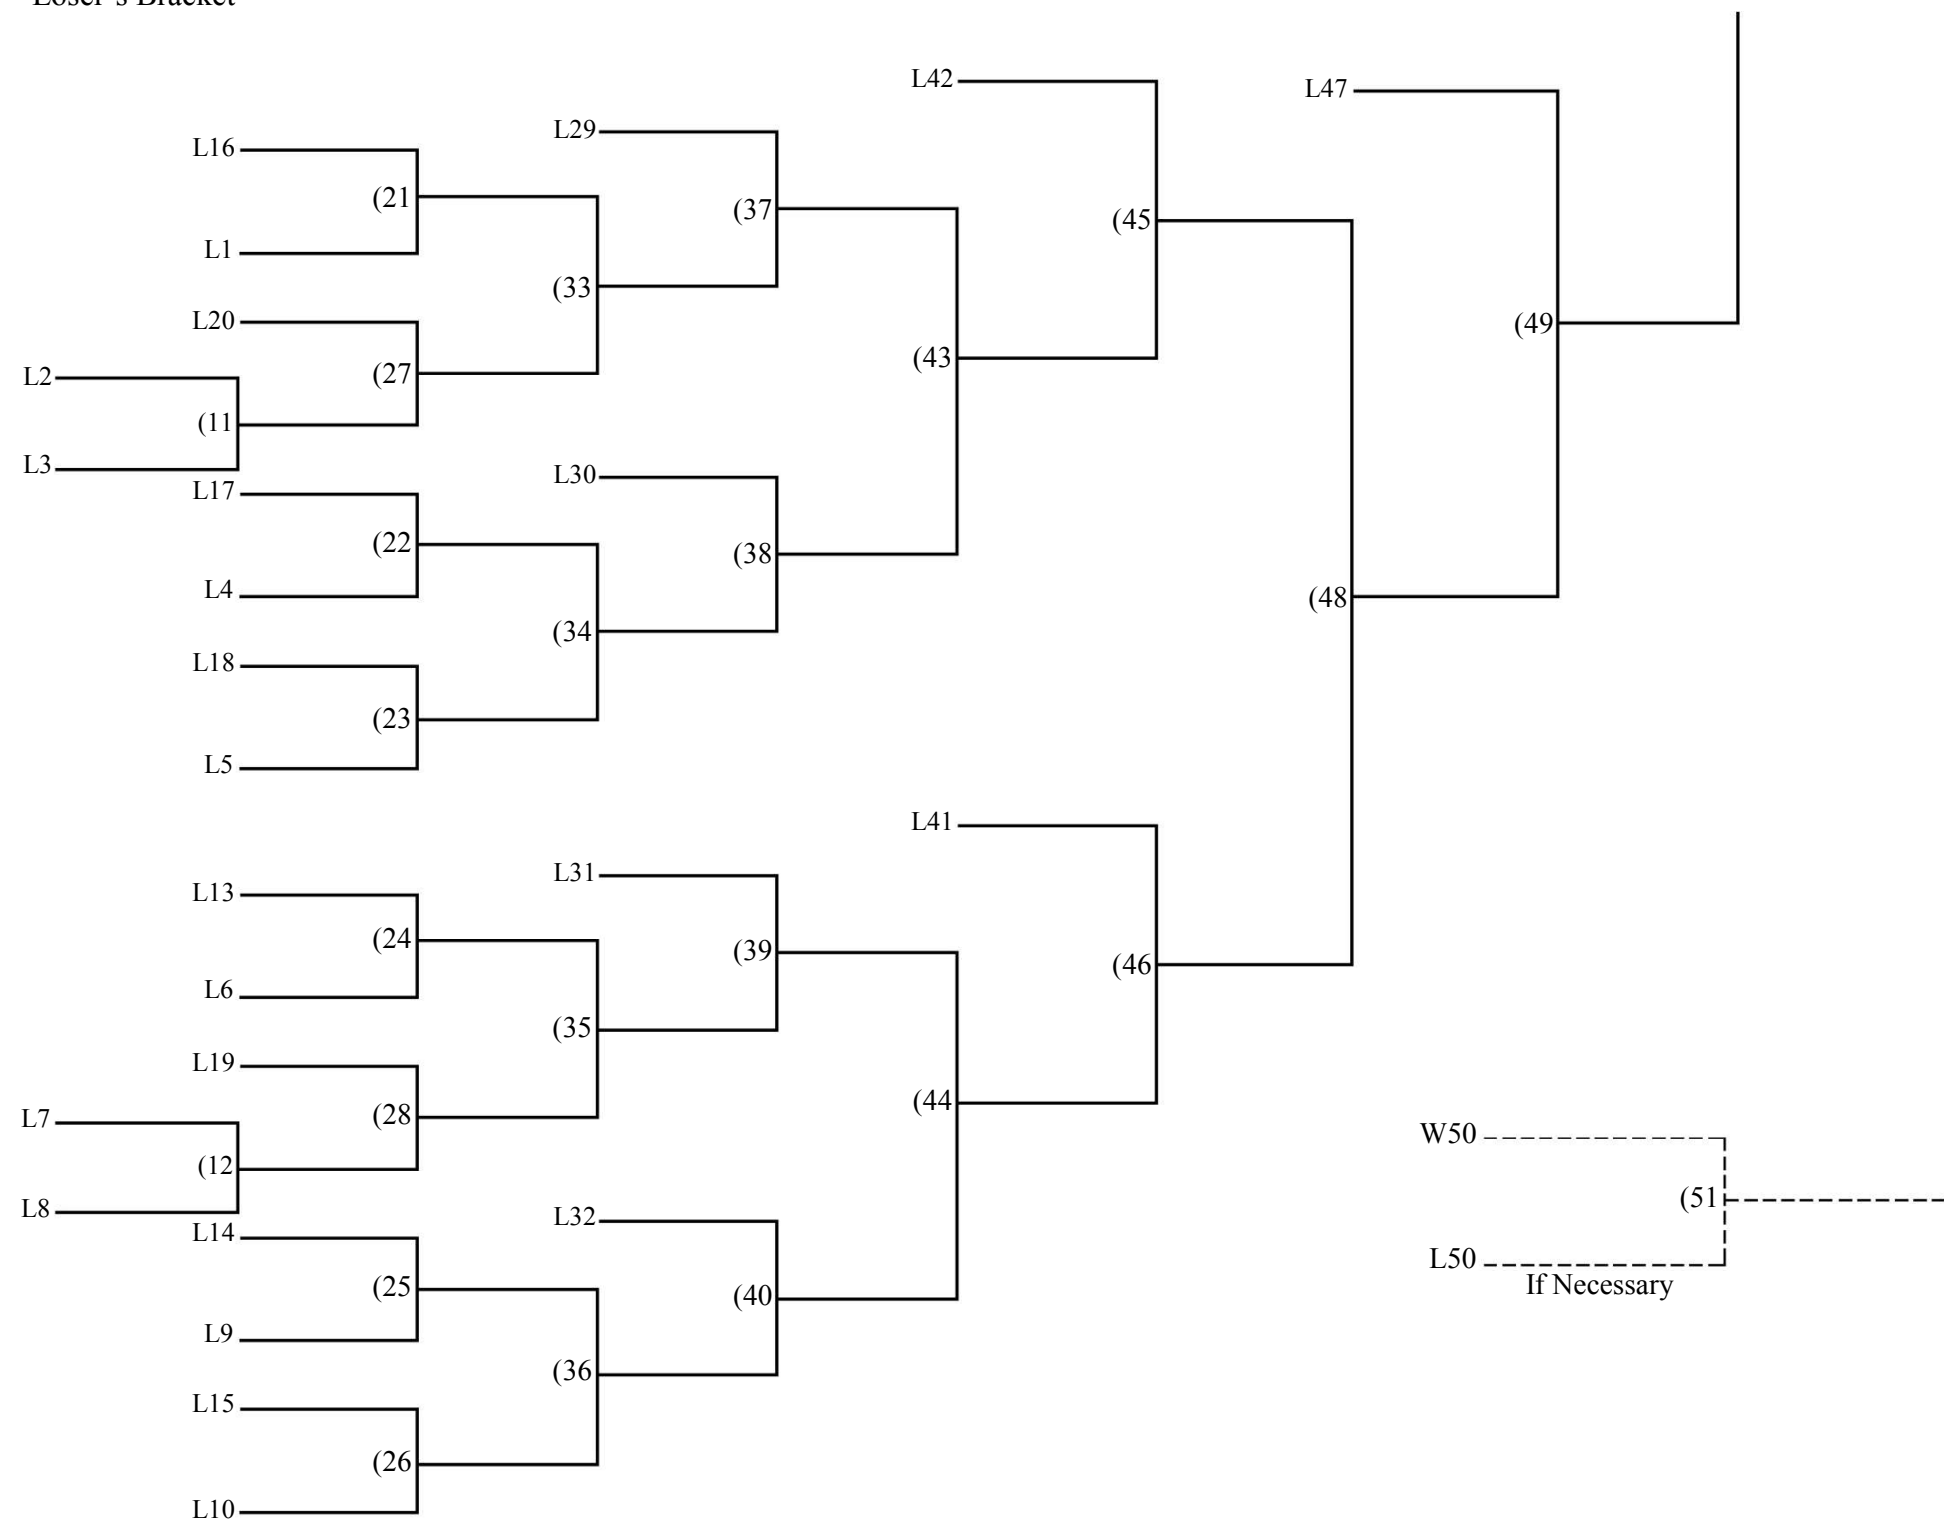 Loser's Bracket
L42
L47
L29
L16
(21
(37
(45
L1
(33
L20
(49
(43
L2
(27
(11
L3
L30
L17
(22
(38
L4
(48
(34
L18
(23
L5
L41
L31
L13
(24
(39
(46
L6
(35
L19
(44
L7
(28
W50
(12
(51
L8
L32
L14
L50
(25
If Necessary
(40
L9
(36
L15
(26
L10